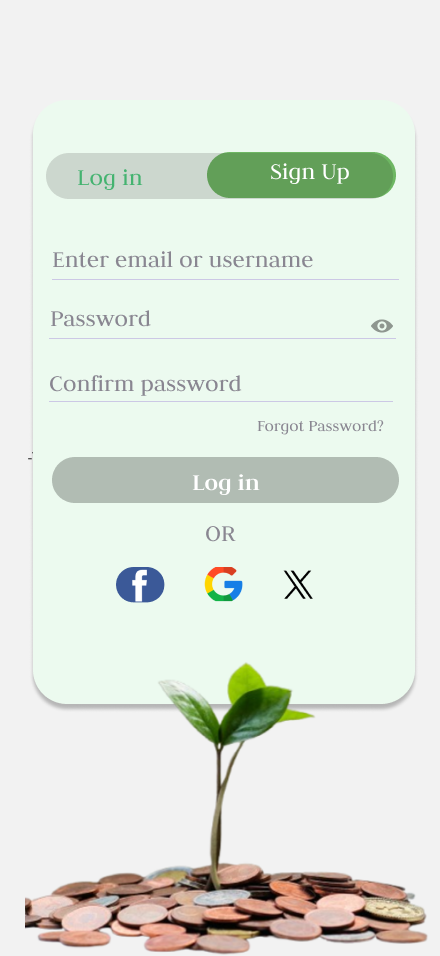 Log in
Sign Up
Enter email or username
Password
Confirm password
Forgot Password?
Log in
OR